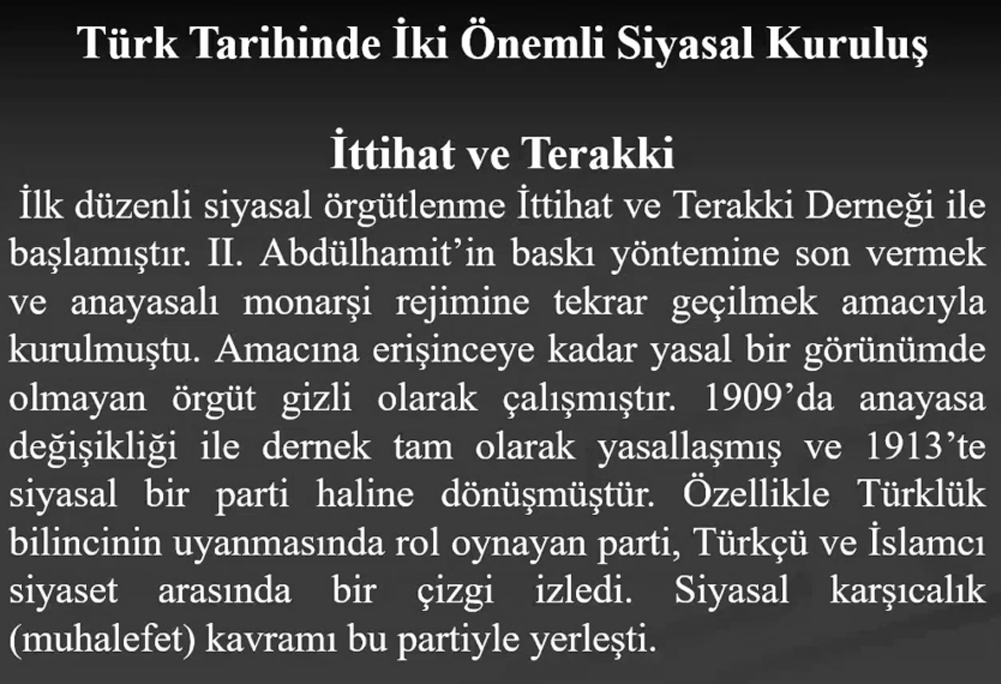 Türk Tarihinde İki Önemli Siyasal Kuruluş
İttihat ve Terakki
İlk düzenli siyasal örgütlenme İttihat ve Terakki Derneği ile
başlamıştır. II. Abdülhamit’in baskı yöntemine son vermek
ve anayasalı monarşi rejimine tekrar geçilmek amacıyla
kurulmuştu. Amacına erişinceye kadar yasal bir görünümde
olmayan örgüt gizli olarak çalışmıştır. 1909’da anayasa
değişikliği ile dernek tam olarak yasallaşmış ve 1913’te
siyasal bir parti haline dönüşmüştür. Özellikle Türklük
bilincinin uyanmasında rol oynayan parti, Türkçü ve İslamcı
siyaset arasında bir çizgi izledi. Siyasal karşıcalık
(muhalefet) kavramı bu partiyle yerleşti.